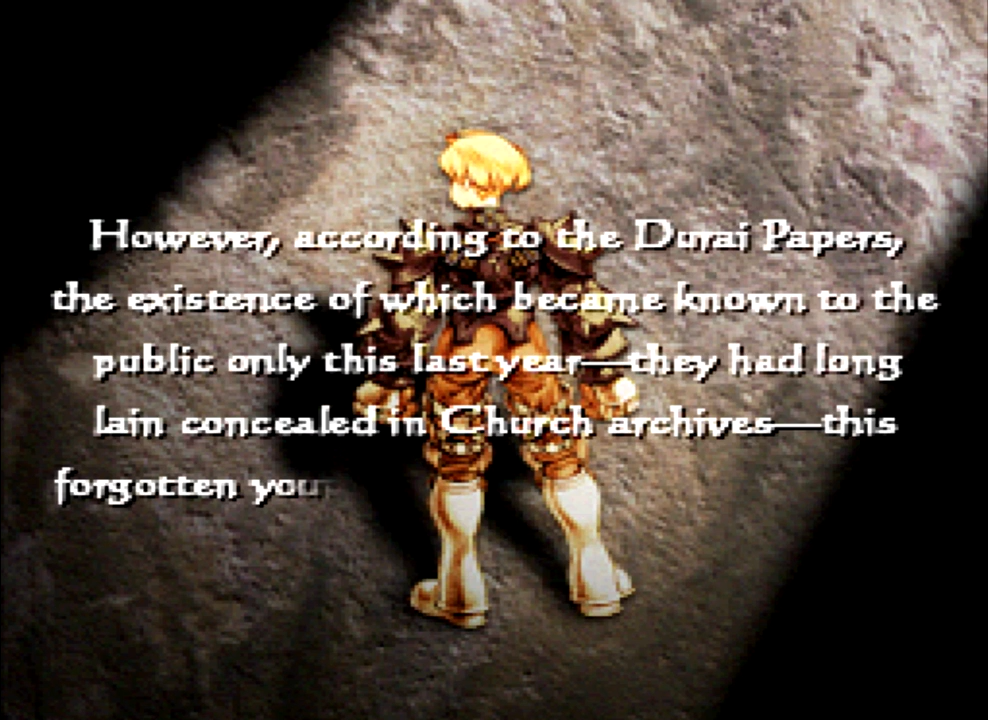 However, according to the Durai Papers,
the existence of which became known to the
public only this last year—they had long
lain concealed in Church archives—this
forgotten you